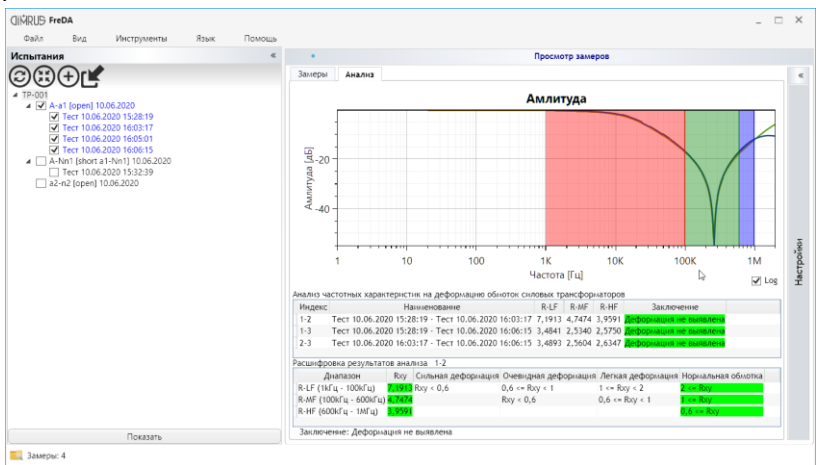 DIMRUS FreDA
Файл Вид Инструменты Язык Помощь
Испытания «
Просмотр замеров
TP-001
A-a1 [open] 10.06.2020
Тест 10.06.2020 15:28:19
Тест 10.06.2020 16:03:17
Тест 10.06.2020 16:05:01
Тест 10.06.2020 16:06:15
A-Nn1 [short a1-Nn1] 10.06.2020
Тест 10.06.2020 15:32:39
a2-n2 [open] 10.06.2020
Показать
Замеры: 4
Замеры Анализ «
Амлитуда
Амлитуда [дБ]
0
-20
-40
1 10 100 1K 10K 100K 1M
Частота [Гц]
Log
Настройки
Анализ частотных характеристик на деформацию обмоток силовых трансформаторов
Индекс Наименование R-LF R-MF R-HF Заключение
1-2 Тест 10.06.2020 15:28:19 - Тест 10.06.2020 16:03:17 7,1913 4,7474 3,9591 Деформация не выявлена
1-3 Тест 10.06.2020 15:28:19 - Тест 10.06.2020 16:06:15 3,4841 2,5340 2,5750 Деформация не выявлена
2-3 Тест 10.06.2020 16:03:17 - Тест 10.06.2020 16:06:15 3,4893 2,5604 2,6347 Деформация не выявлена
Расшифровка результатов анализа 1-2
Диапазон Rxy Сильная деформация Очевидная деформация Легкая деформация Нормальная обмотка
R-LF (1кГц - 100кГц) 7,1913 Rxy < 0,6 0,6 <= Rxy < 1 1 <= Rxy < 2 2 <= Rxy
R-MF (100кГц - 600кГц) 4,7474 Rxy < 0,6 0,6 <= Rxy < 1 1 <= Rxy
R-HF (600кГц - 1МГц) 3,9591 0,6 <= Rxy
Заключение: Деформация не выявлена